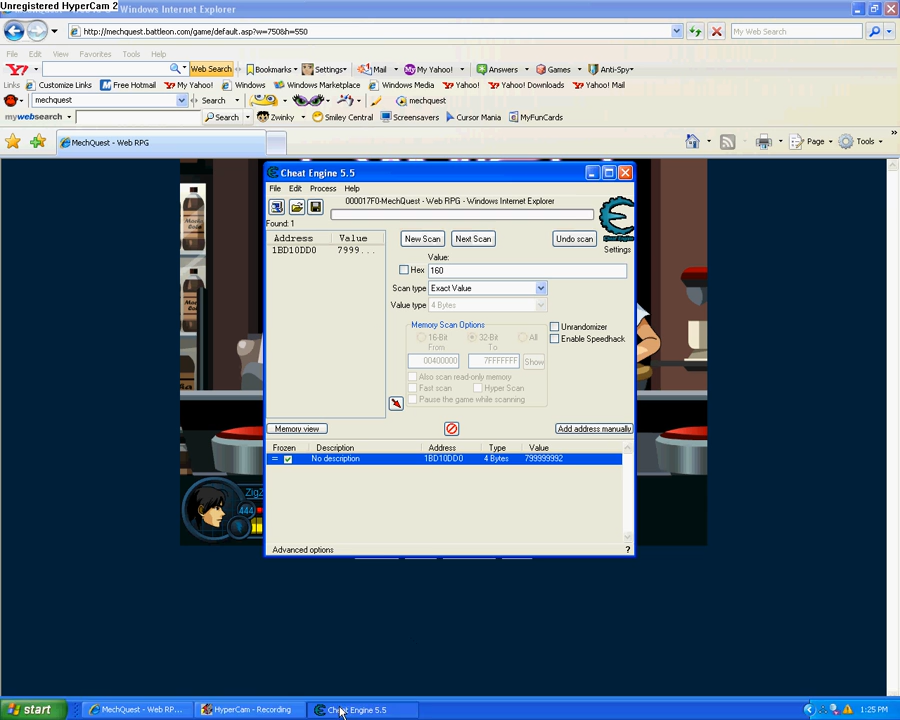 Unregistered HyperCam 2
Windows Internet Explorer
http://mechquest.battleon.com/game/default.asp?w=750&h=550
My Web Search
File Edit View Favorites Tools Help
Web Search Bookmarks Settings Mail My Yahoo! Answers Games Anti-Spy
Links Customize Links Free Hotmail My Yahoo! Windows Windows Marketplace Windows Media Yahoo! Yahoo! Downloads Yahoo! Mail
mechquest Search mechquest
mywebsearch Search Zwinky Smiley Central Screensavers Cursor Mania MyFunCards
MechQuest - Web RPG Page Tools
Cheat Engine 5.5
File Edit Process Help
000017F0-MechQuest - Web RPG - Windows Internet Explorer
Found: 1
Address Value
1BD10DD0 7999...
New Scan Next Scan Undo scan
Settings
Value:
Hex 160
Scan type Exact Value
Value type 4 Bytes
Memory Scan Options
16-Bit 32-Bit All
From To
00400000 7FFFFFFF Show
Also scan read-only memory
Fast scan Hyper Scan
Pause the game while scanning
Unrandomizer
Enable Speedhack
Memory view Add address manually
Frozen Description Address Type Value
No description 1BD10DD0 4 Bytes 799999992
Advanced options ?
444
start MechQuest - Web RP... HyperCam - Recording Cheat Engine 5.5 1:25 PM